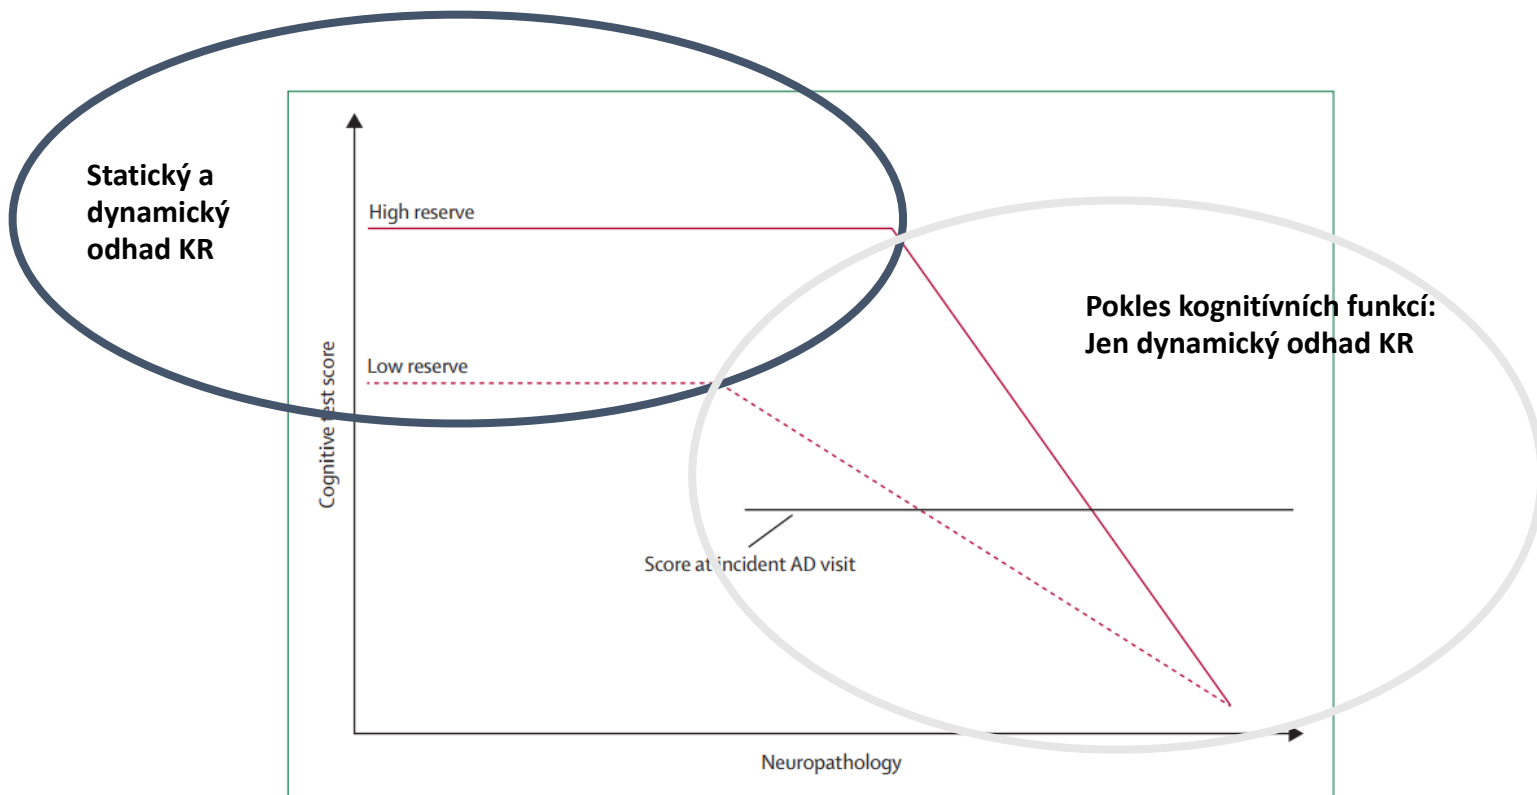 Statický a
dynamický
odhad KR
High reserve
Low reserve
Cognitive test score
Pokles kognitívních funkcí:
Jen dynamický odhad KR
Score at incident AD visit
Neuropathology